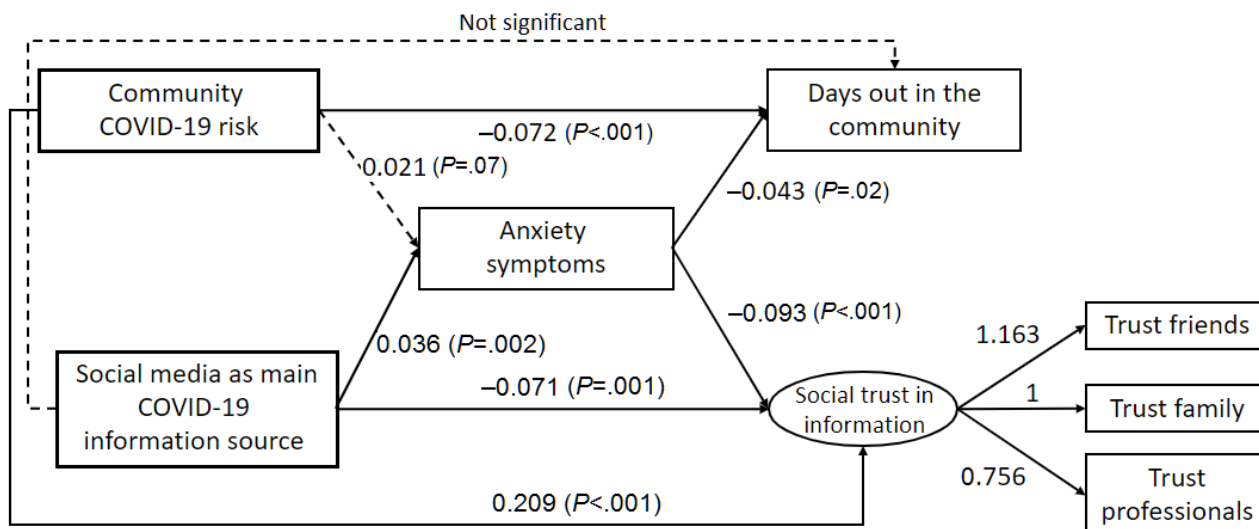 Not significant
Community
COVID-19 risk
Days out in the
community
–0.072 (P<.001)
0.021 (P=.07)
–0.043 (P=.02)
Anxiety
symptoms
–0.093 (P<.001)
0.036 (P=.002)
Social media as main
COVID-19
information source
–0.071 (P=.001)
Social trust in
information
1.163
Trust friends
1
Trust family
0.756
Trust
professionals
0.209 (P<.001)